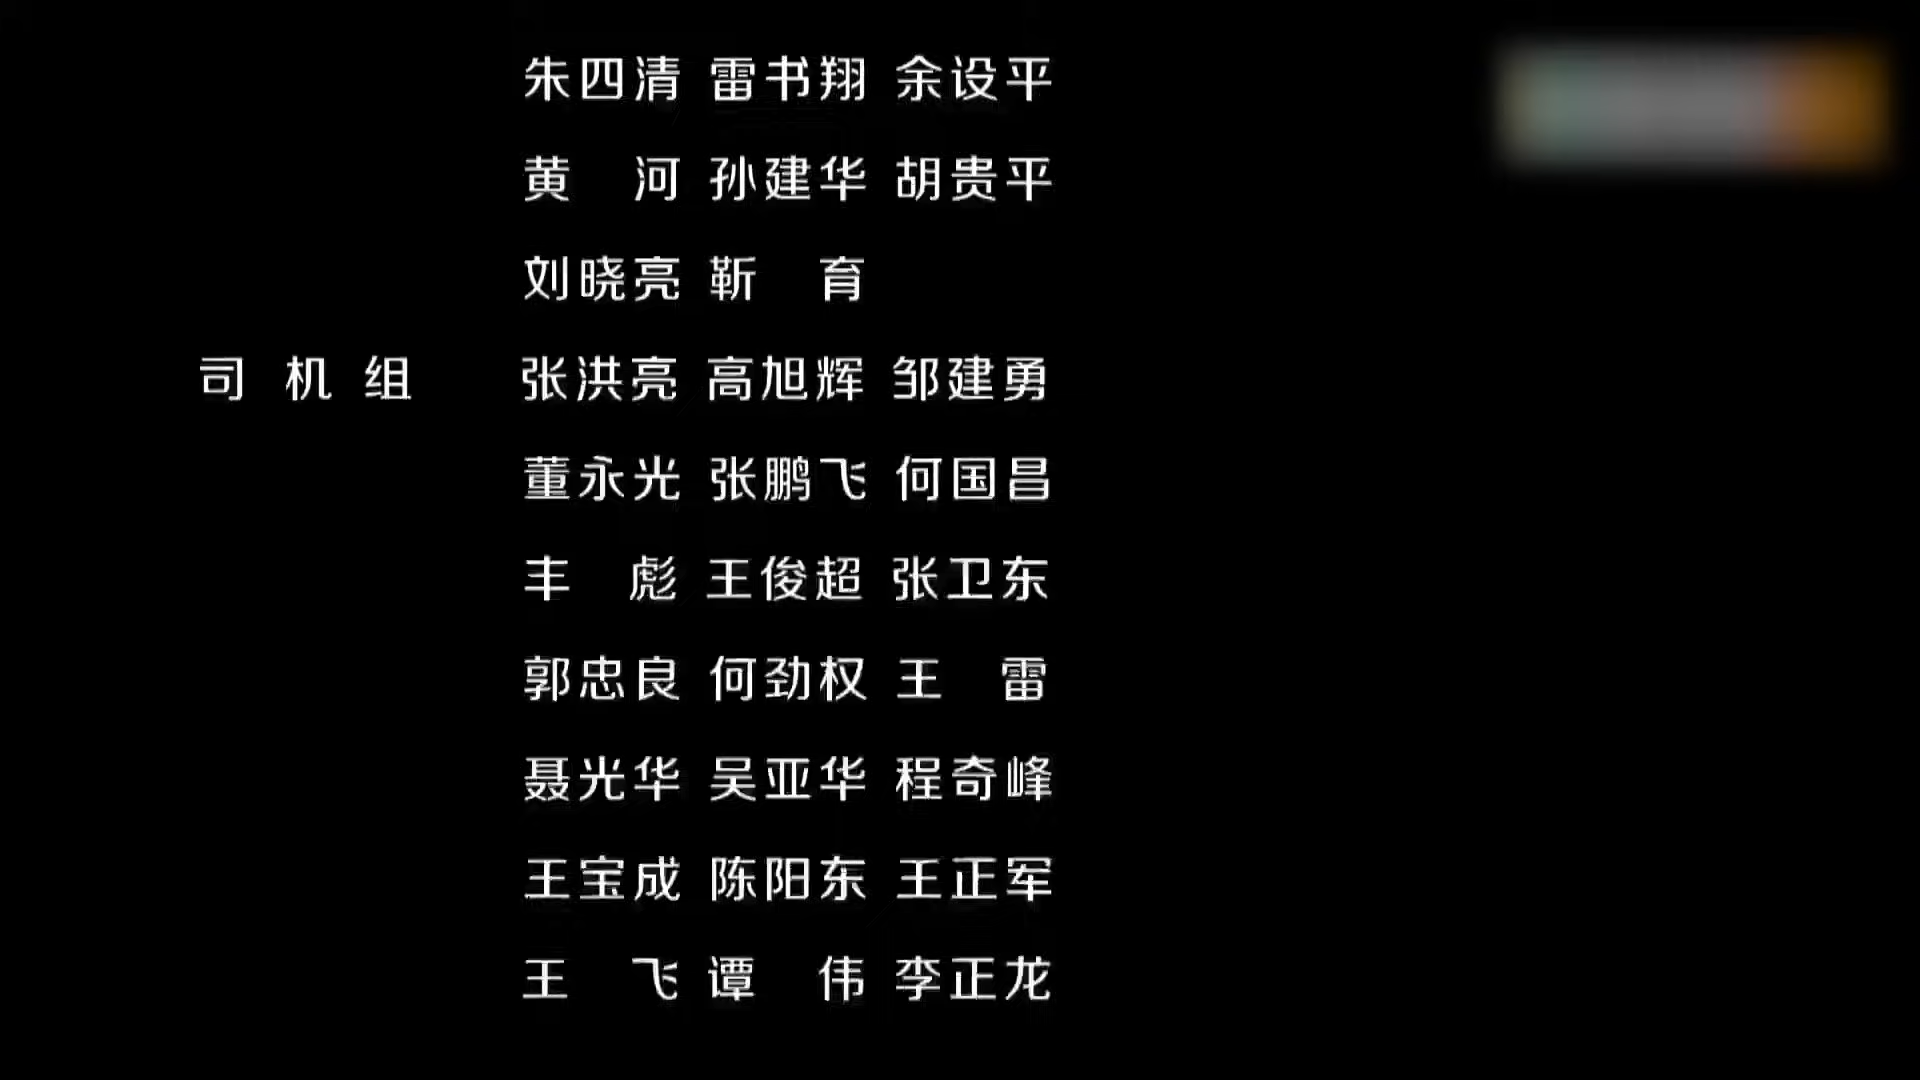 朱四清 雷书翔 余设平
黄　河 孙建华 胡贵平
刘晓亮 靳　育
司 机 组 张洪亮 高旭辉 邹建勇
董永光 张鹏飞 何国昌
丰　彪 王俊超 张卫东
郭忠良 何劲权 王　雷
聂光华 吴亚华 程奇峰
王宝成 陈阳东 王正军
王　飞 谭　伟 李正龙